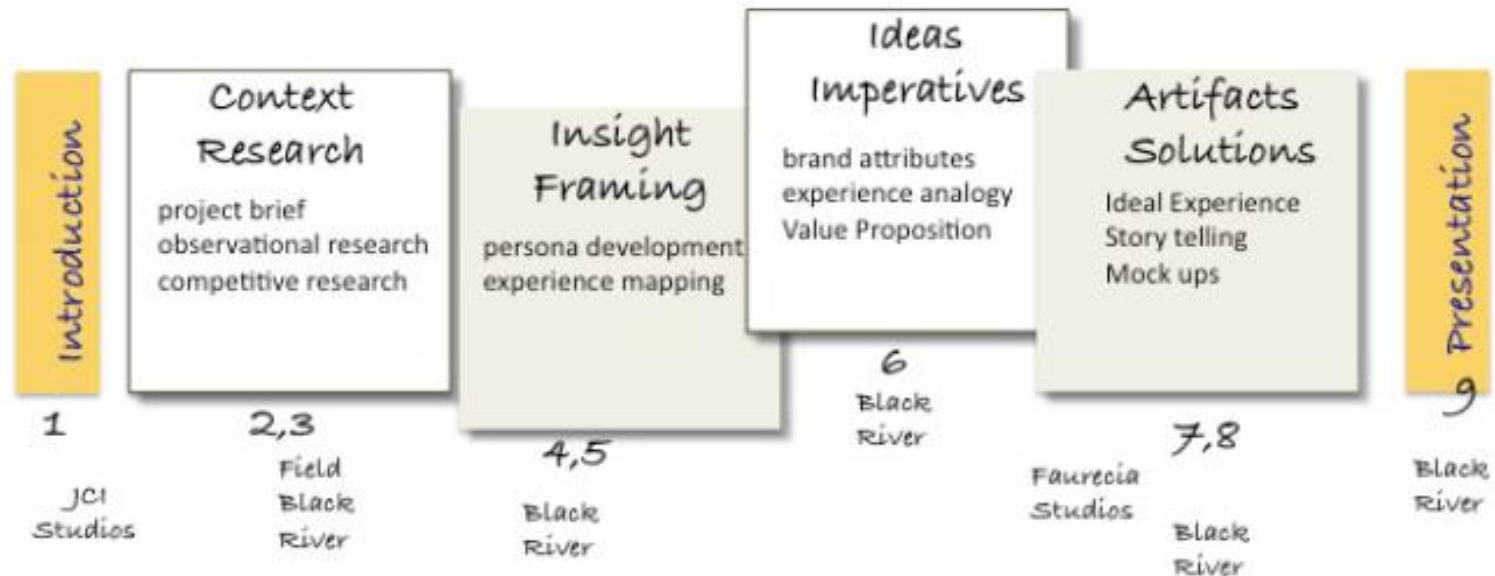 Introduction
1
JCI
Studios
Context
Research
project brief
observational research
competitive research
2,3
Field
Black
River
Insight
Framing
persona development
experience mapping
4,5
Black
River
Ideas
Imperatives
brand attributes
experience analogy
Value Proposition
6
Black
River
Artifacts
Solutions
Ideal Experience
Story telling
Mock ups
7,8
Faurecia
Studios
Black
River
Presentation
9
Black
River